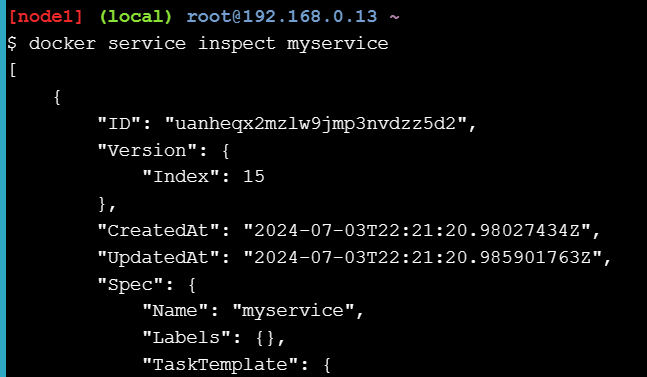 [node1] (local) root@192.168.0.13 ~
$ docker service inspect myservice
[
    {
        "ID": "uanheqx2mzlw9jmp3nvdzz5d2",
        "Version": {
            "Index": 15
        },
        "CreatedAt": "2024-07-03T22:21:20.98027434Z",
        "UpdatedAt": "2024-07-03T22:21:20.985901763Z",
        "Spec": {
            "Name": "myservice",
            "Labels": {},
            "TaskTemplate": {